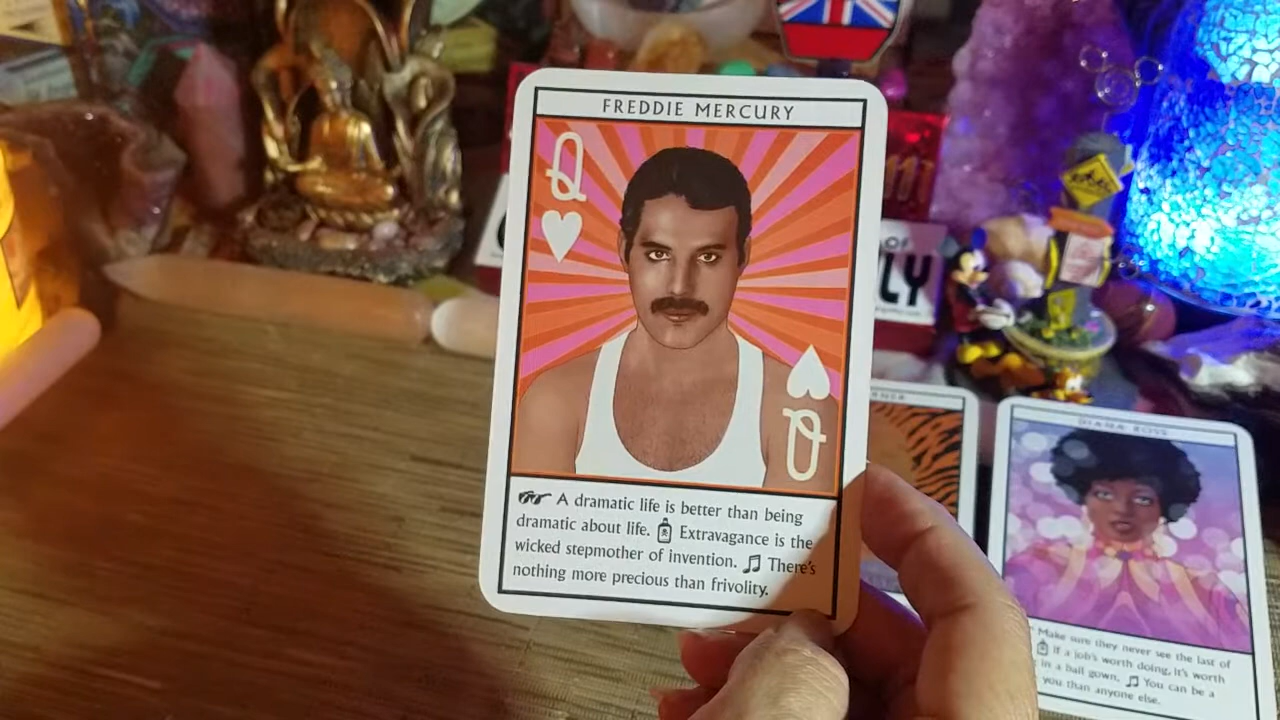 FREDDIE MERCURY
Q
Q
A dramatic life is better than being
dramatic about life. Extravagance is the
wicked stepmother of invention. There's
nothing more precious than frivolity.
OF
LY
DIANA ROSS
Make sure they never see the last of
If a job's worth doing, it's worth
in a ball gown. You can be a
you than anyone else.